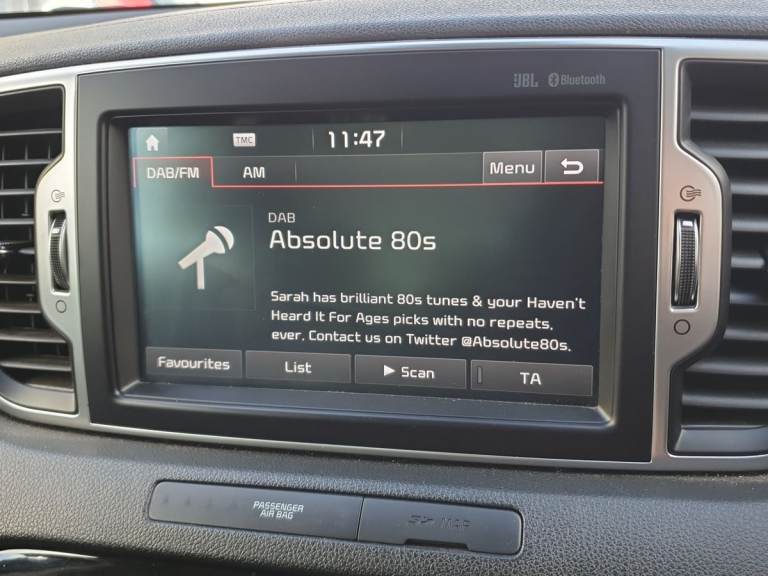 JBL Bluetooth
TMC 11:47
DAB/FM AM Menu
DAB
Absolute 80s
Sarah has brilliant 80s tunes & your Haven't
Heard It For Ages picks with no repeats,
ever. Contact us on Twitter @Absolute80s.
Favourites List Scan TA
PASSENGER
AIR BAG
MAP